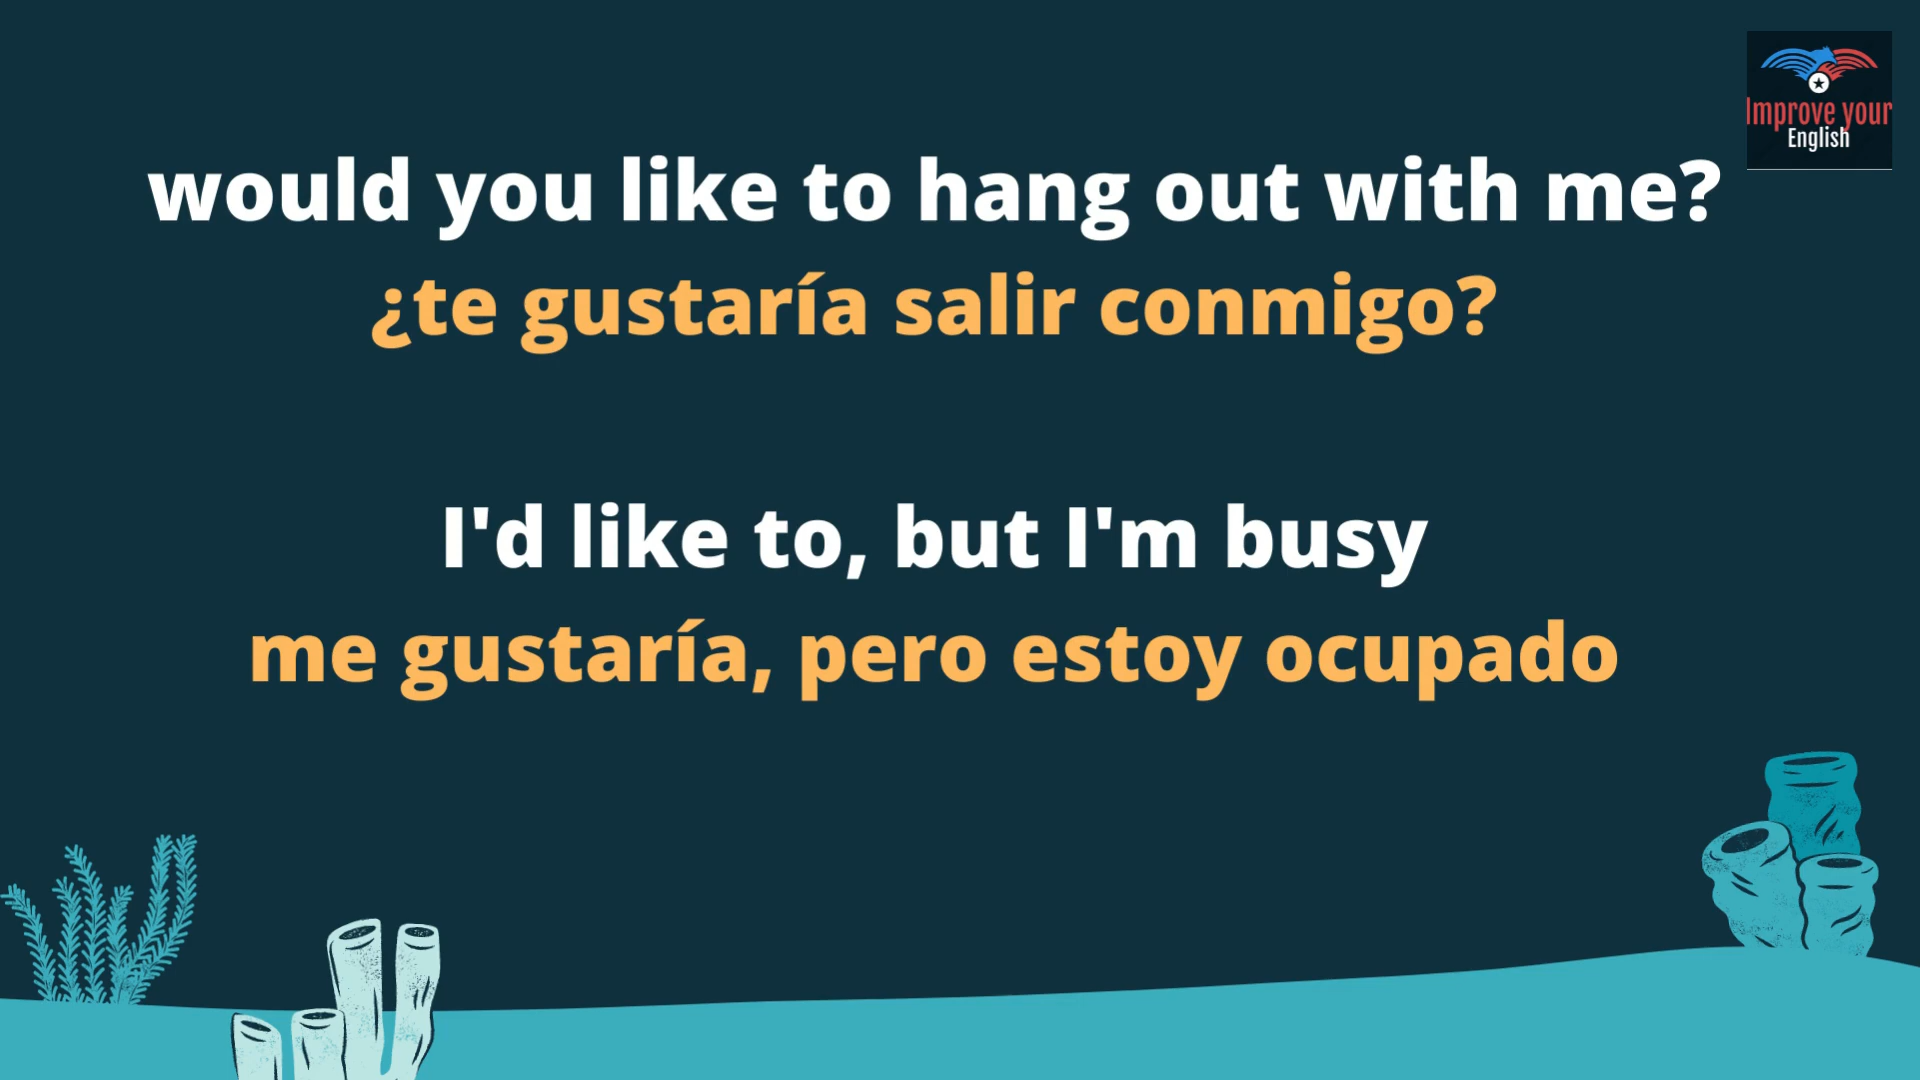 Improve your
English
would you like to hang out with me?
¿te gustaría salir conmigo?
I'd like to, but I'm busy
me gustaría, pero estoy ocupado